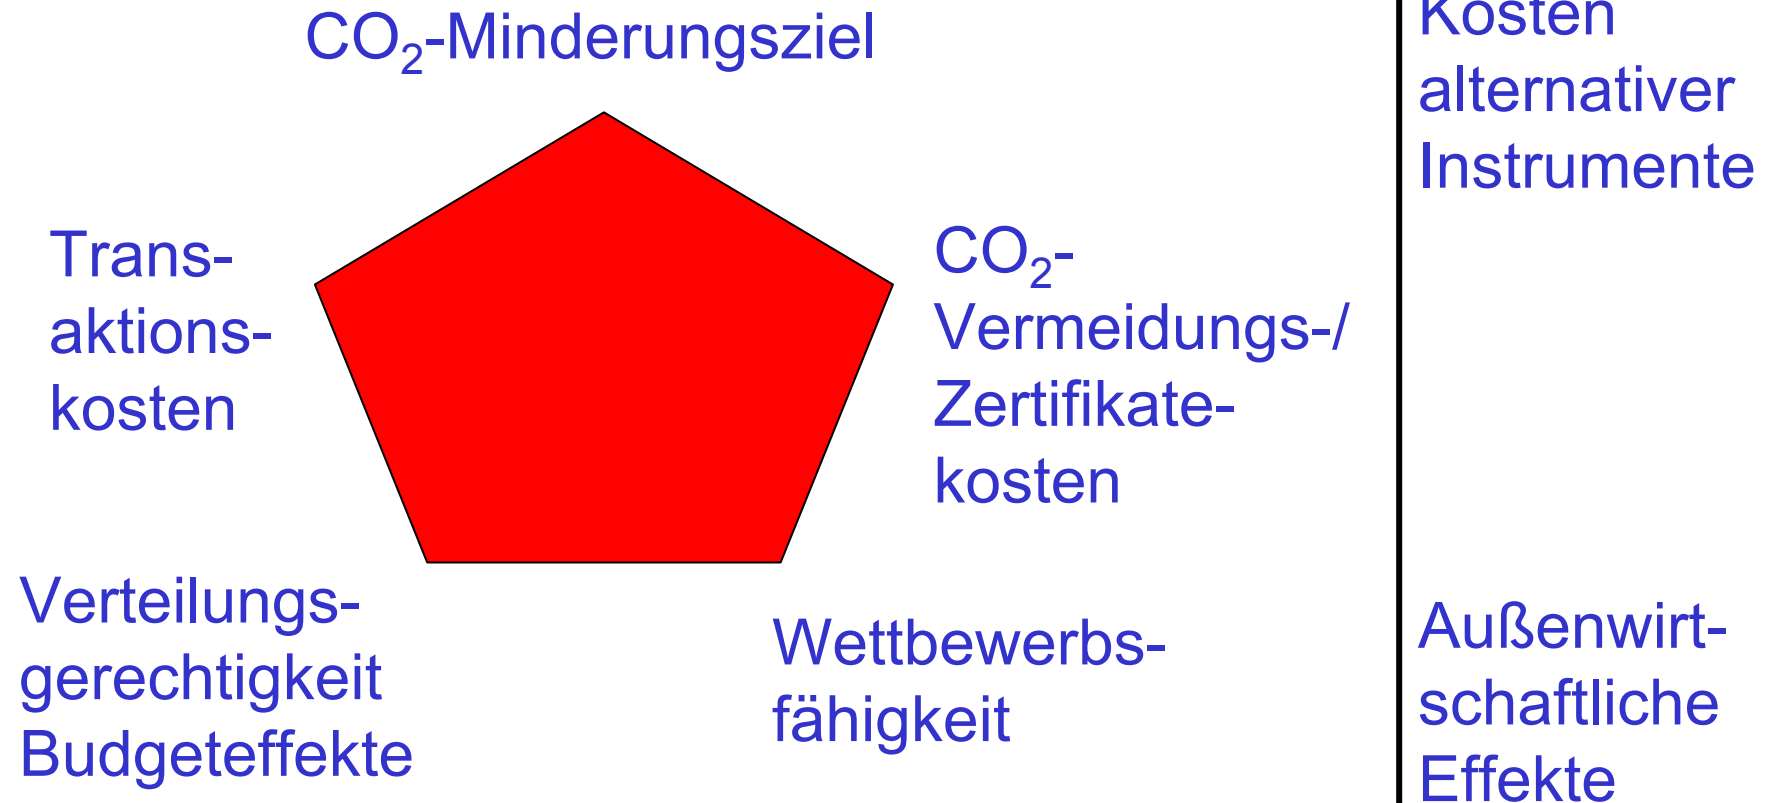 CO₂-Minderungsziel
Trans-
aktions-
kosten
CO₂-
Vermeidungs-/
Zertifikate-
kosten
Verteilungs-
gerechtigkeit
Budgeteffekte
Wettbewerbs-
fähigkeit
Kosten
alternativer
Instrumente
Außenwirt-
schaftliche
Effekte